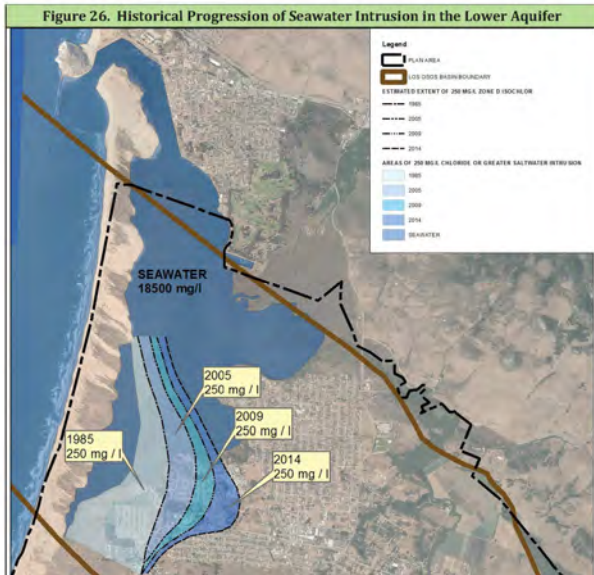 Figure 26. Historical Progression of Seawater Intrusion in the Lower Aquifer
Legend
PLAN AREA
LOS OSOS BASIN BOUNDARY
ESTIMATED EXTENT OF 250 MG/L ZONE D ISOCHLOR
1985
2005
2009
2014
AREAS OF 250 MG/L CHLORIDE OR GREATER SALTWATER INTRUSION
1985
2005
2009
2014
SEAWATER
SEAWATER
18500 mg/l
2005
250 mg / l
2009
250 mg / l
1985
250 mg / l
2014
250 mg / l